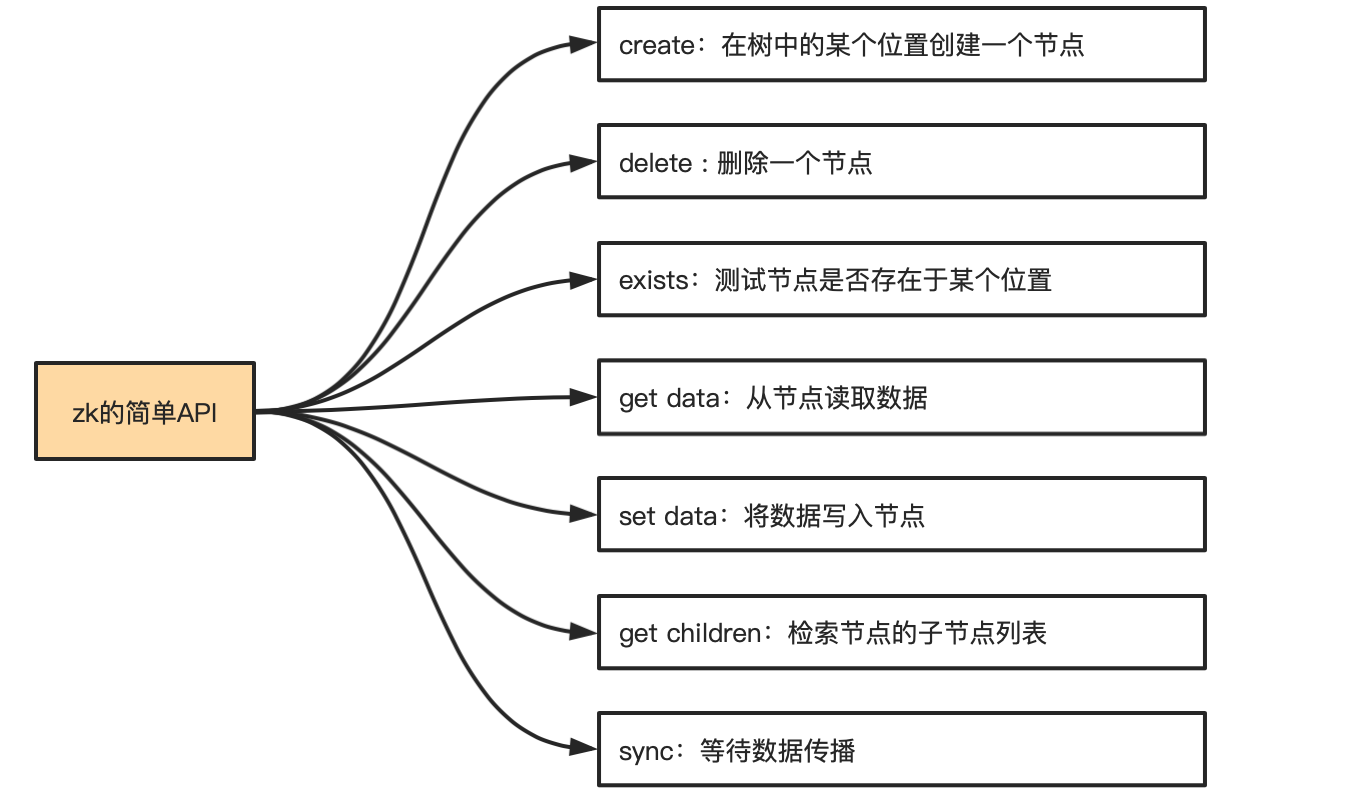 create：在树中的某个位置创建一个节点
delete : 删除一个节点
exists：测试节点是否存在于某个位置
zk的简单API
get data：从节点读取数据
set data：将数据写入节点
get children：检索节点的子节点列表
sync：等待数据传播